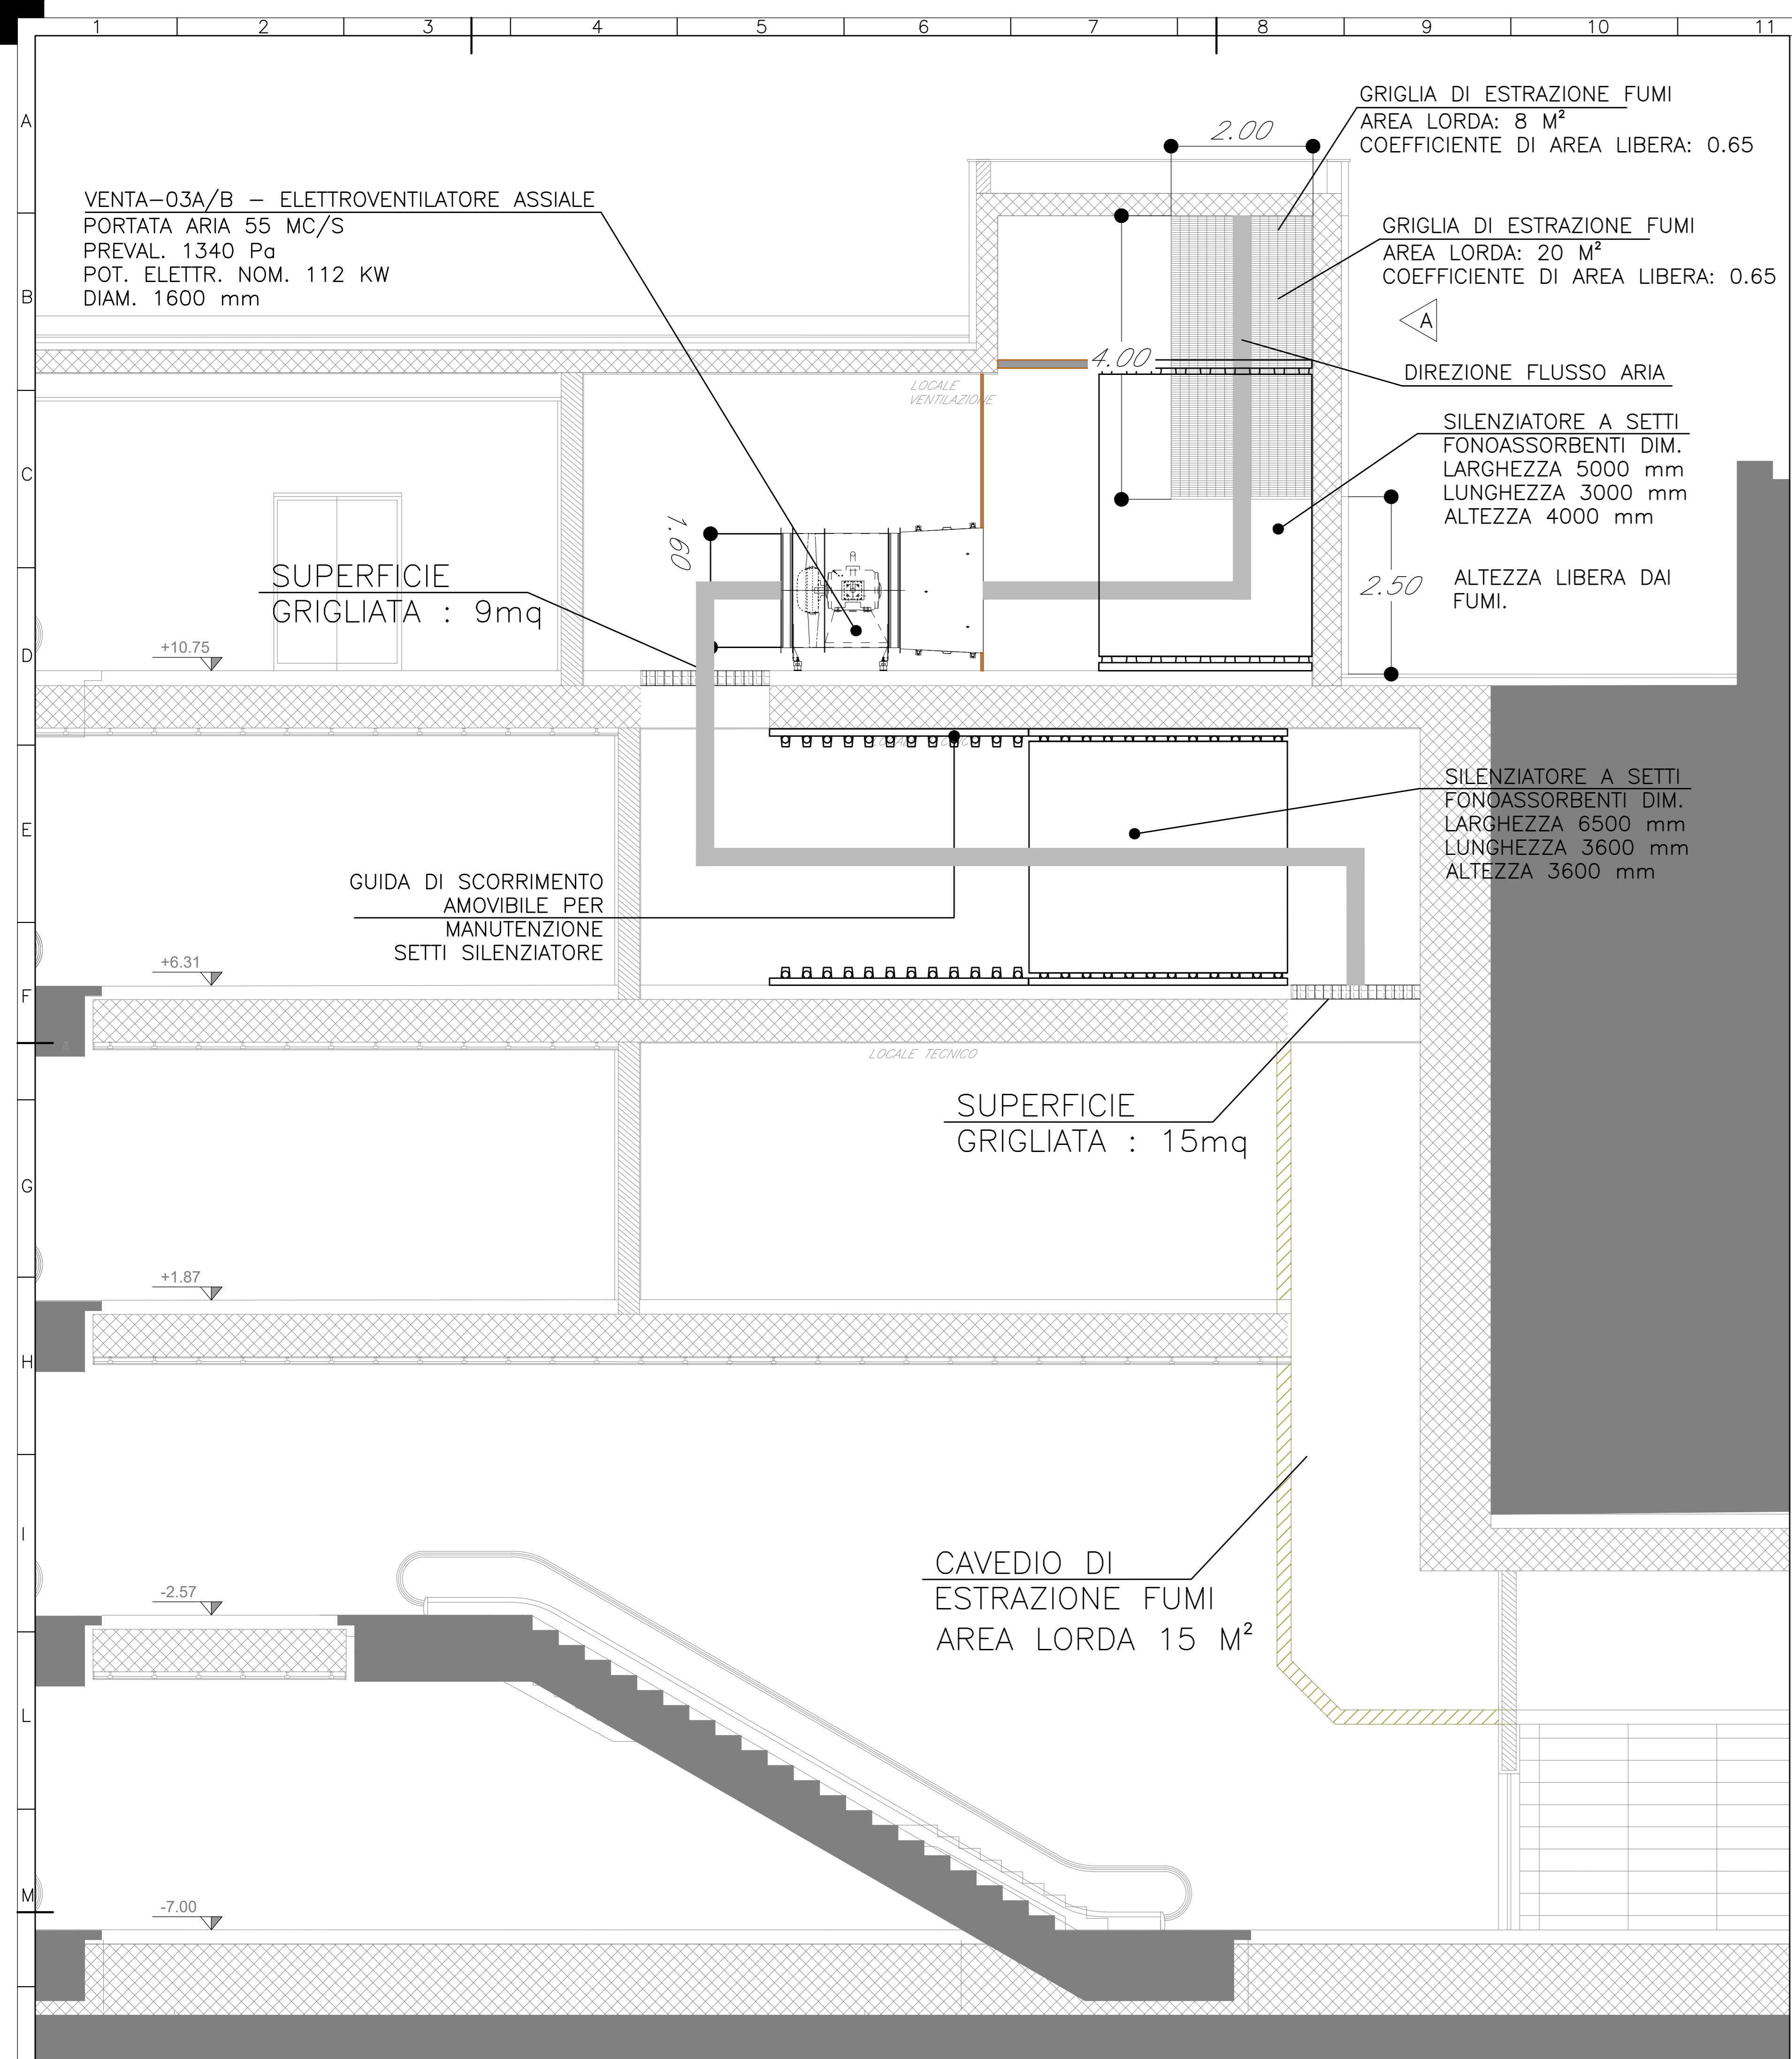 1 2 3 4 5 6 7 8 9 10 11
A
B
C
D
E
F
G
H
I
L
M
GRIGLIA DI ESTRAZIONE FUMI
AREA LORDA: 8 M²
COEFFICIENTE DI AREA LIBERA: 0.65
2.00
VENTA-03A/B - ELETTROVENTILATORE ASSIALE
PORTATA ARIA 55 MC/S
PREVAL. 1340 Pa
POT. ELETTR. NOM. 112 KW
DIAM. 1600 mm
GRIGLIA DI ESTRAZIONE FUMI
AREA LORDA: 20 M²
COEFFICIENTE DI AREA LIBERA: 0.65
A
4.00
DIREZIONE FLUSSO ARIA
LOCALE
VENTILAZIONE
SILENZIATORE A SETTI
FONOASSORBENTI DIM.
LARGHEZZA 5000 mm
LUNGHEZZA 3000 mm
ALTEZZA 4000 mm
1.60
SUPERFICIE
GRIGLIATA : 9mq
2.50
ALTEZZA LIBERA DAI
FUMI.
+10.75
SILENZIATORE A SETTI
FONOASSORBENTI DIM.
LARGHEZZA 6500 mm
LUNGHEZZA 3600 mm
ALTEZZA 3600 mm
GUIDA DI SCORRIMENTO
AMOVIBILE PER
MANUTENZIONE
SETTI SILENZIATORE
+6.31
LOCALE TECNICO
SUPERFICIE
GRIGLIATA : 15mq
+1.87
CAVEDIO DI
ESTRAZIONE FUMI
AREA LORDA 15 M²
-2.57
-7.00